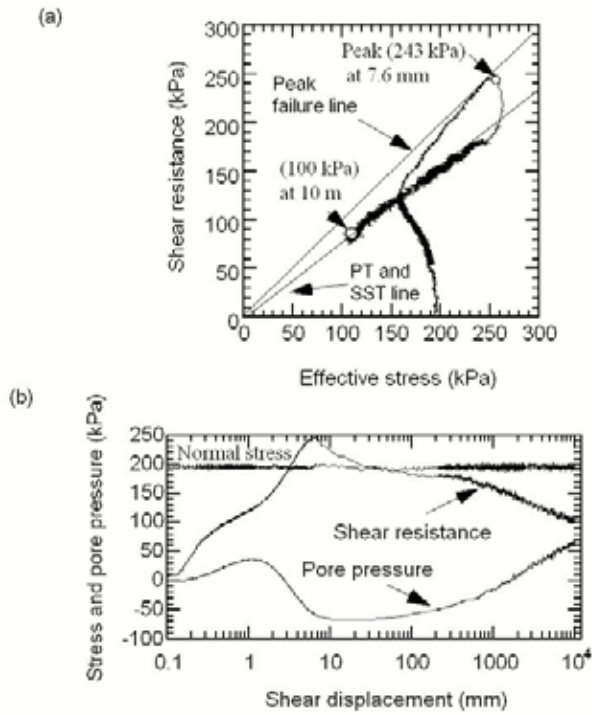 (a)
300
250
200
150
100
50
0
Shear resistance (kPa)
Peak (243 kPa)
at 7.6 mm
Peak
failure line
(100 kPa)
at 10 m
PT and
SST line
0 50 100 150 200 250 300
Effective stress (kPa)
(b)
250
200
150
100
50
0
-50
-100
Stress and pore pressure (kPa)
Normal stress
Shear resistance
Pore pressure
0.1 1 10 100 1000 10⁴
Shear displacement (mm)